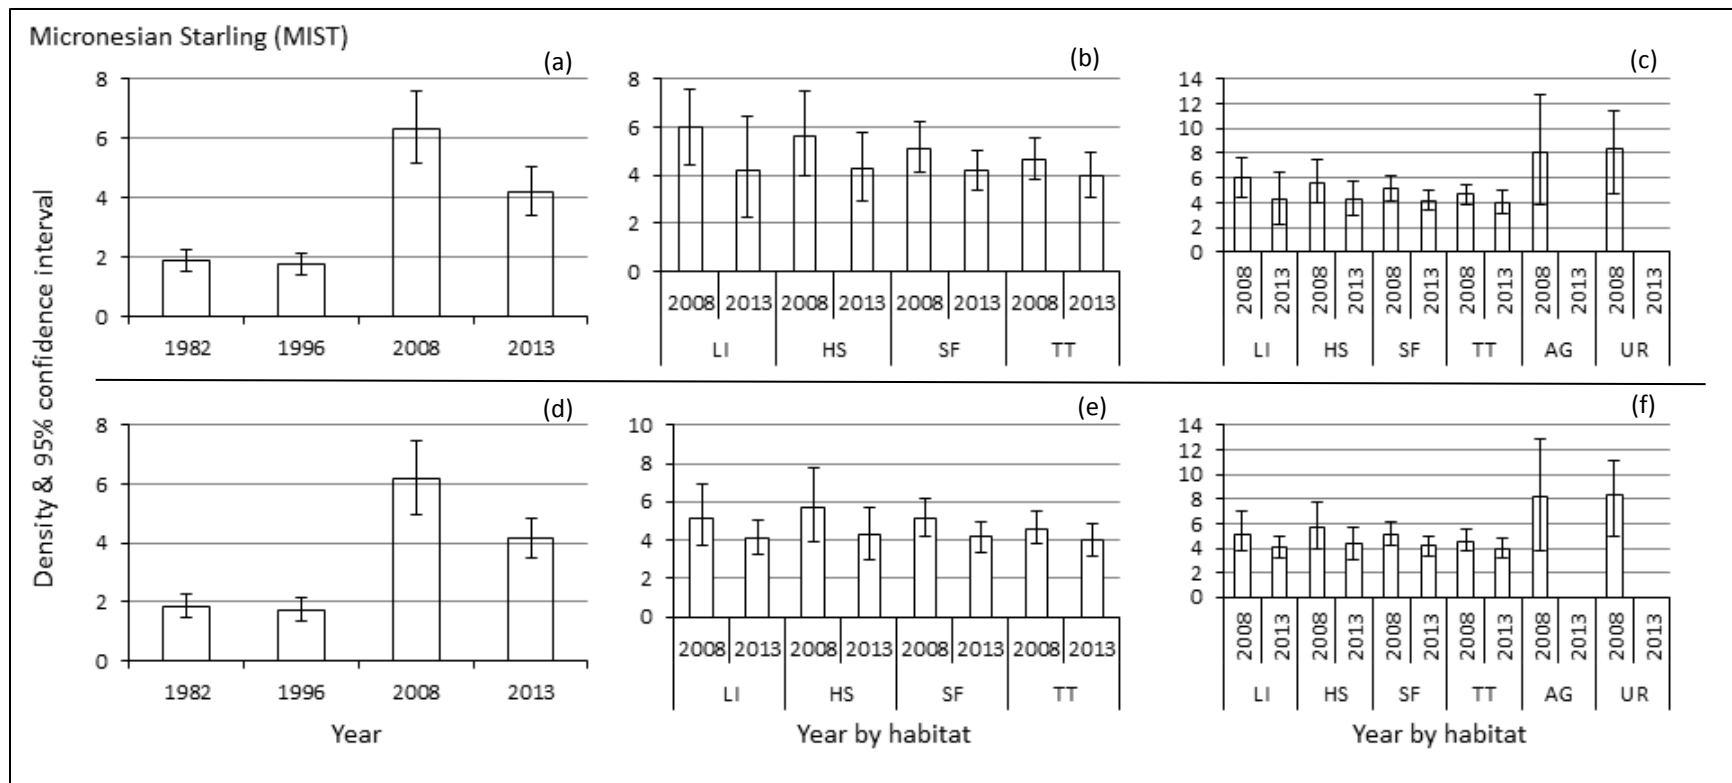 Micronesian Starling (MIST)
Density & 95% confidence interval
(a)
8
6
4
2
0
1982 1996 2008 2013
(b)
8
6
4
2
0
2008 2013 2008 2013 2008 2013 2008 2013
LI HS SF TT
(c)
14
12
10
8
6
4
2
0
2008 2013 2008 2013 2008 2013 2008 2013 2008 2013 2008 2013
LI HS SF TT AG UR
(d)
8
6
4
2
0
1982 1996 2008 2013
Year
(e)
10
8
6
4
2
0
2008 2013 2008 2013 2008 2013 2008 2013
LI HS SF TT
Year by habitat
(f)
14
12
10
8
6
4
2
0
2008 2013 2008 2013 2008 2013 2008 2013 2008 2013 2008 2013
LI HS SF TT AG UR
Year by habitat